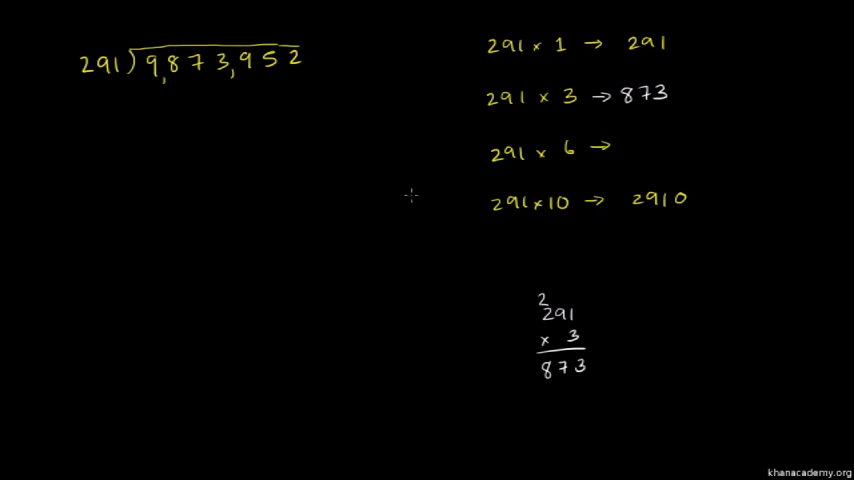 291)9,873,952
291 × 1 → 291
291 × 3 → 873
291 × 6 →
291 × 10 → 2910
2
291
× 3
873
khanacademy.org